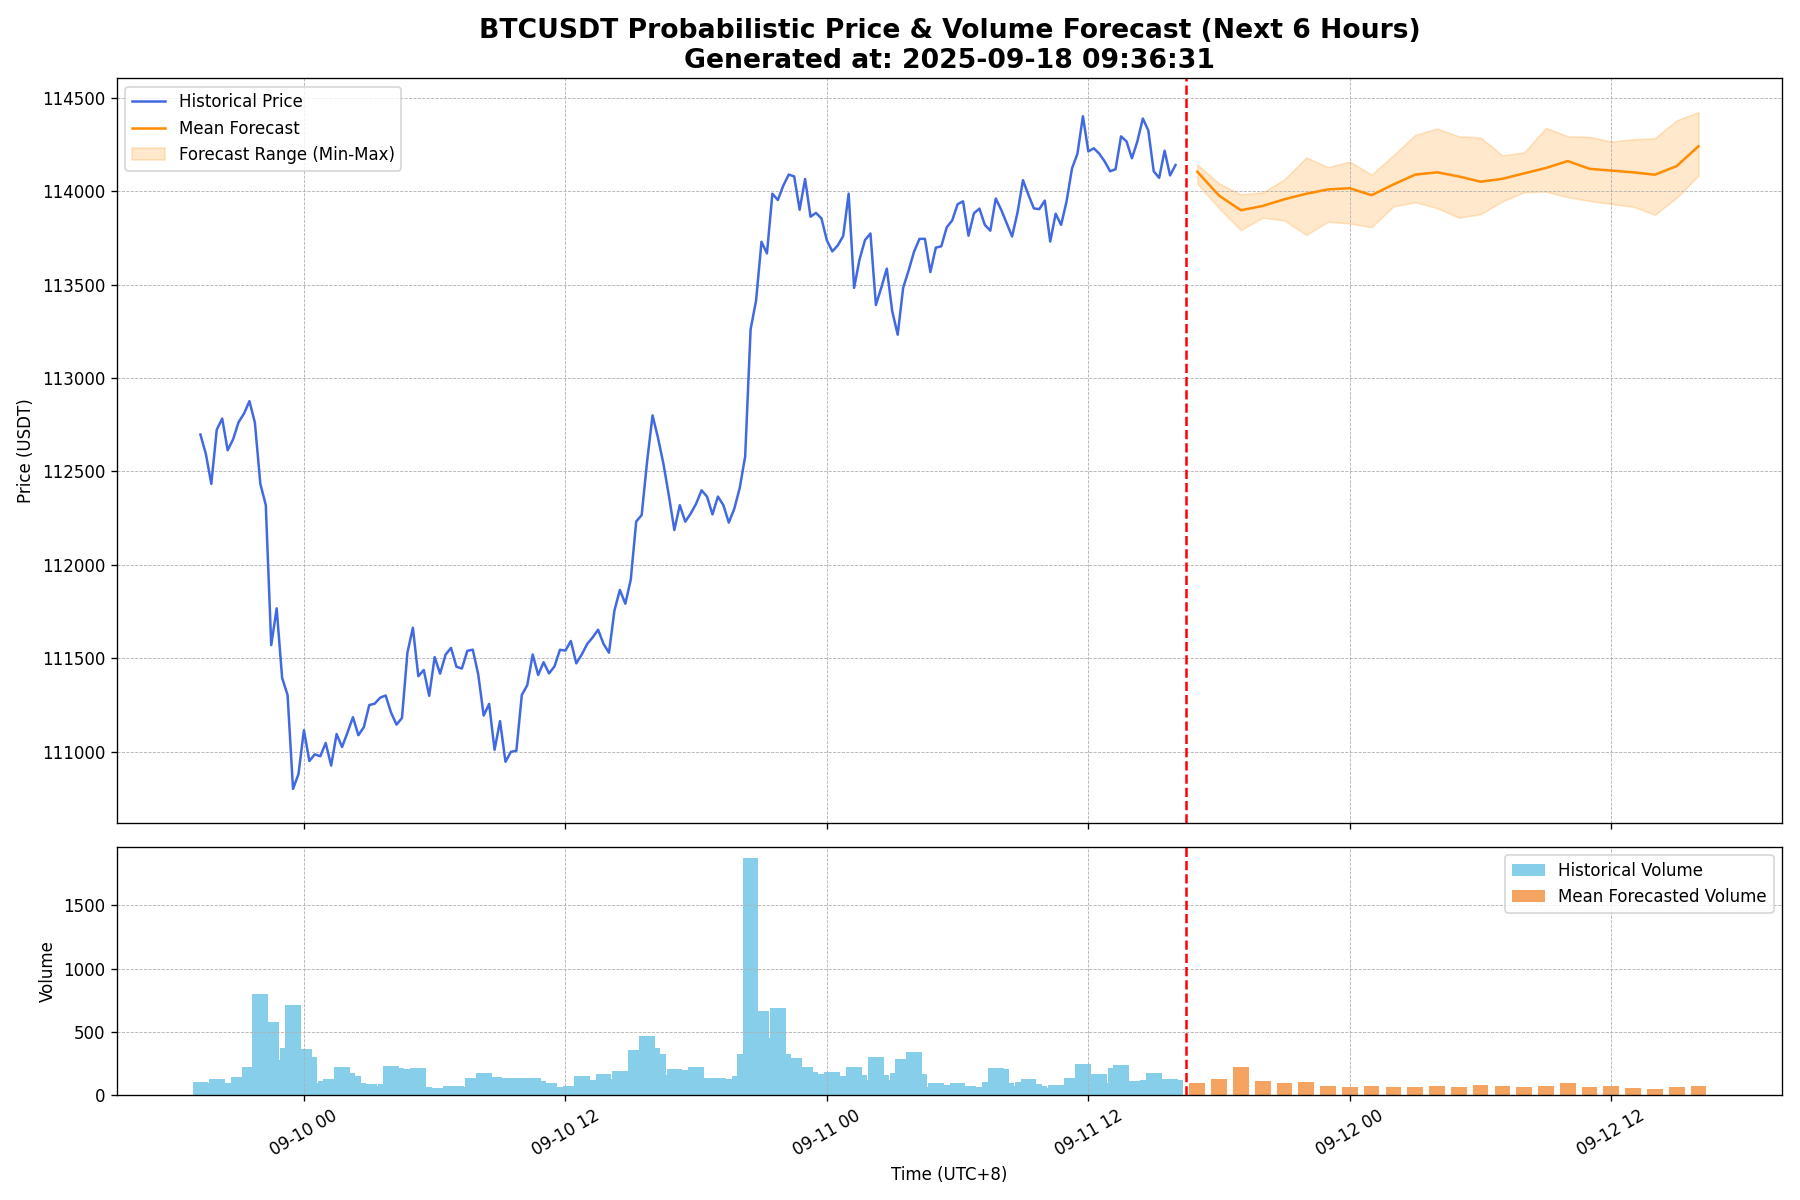 BTCUSDT Probabilistic Price & Volume Forecast (Next 6 Hours)
Generated at: 2025-09-18 09:36:31
Historical Price
Mean Forecast
Forecast Range (Min-Max)
114500
114000
113500
113000
112500
112000
111500
111000
Price (USDT)
Historical Volume
Mean Forecasted Volume
1500
1000
500
0
Volume
09-10 00
09-10 12
09-11 00
09-11 12
09-12 00
09-12 12
Time (UTC+8)